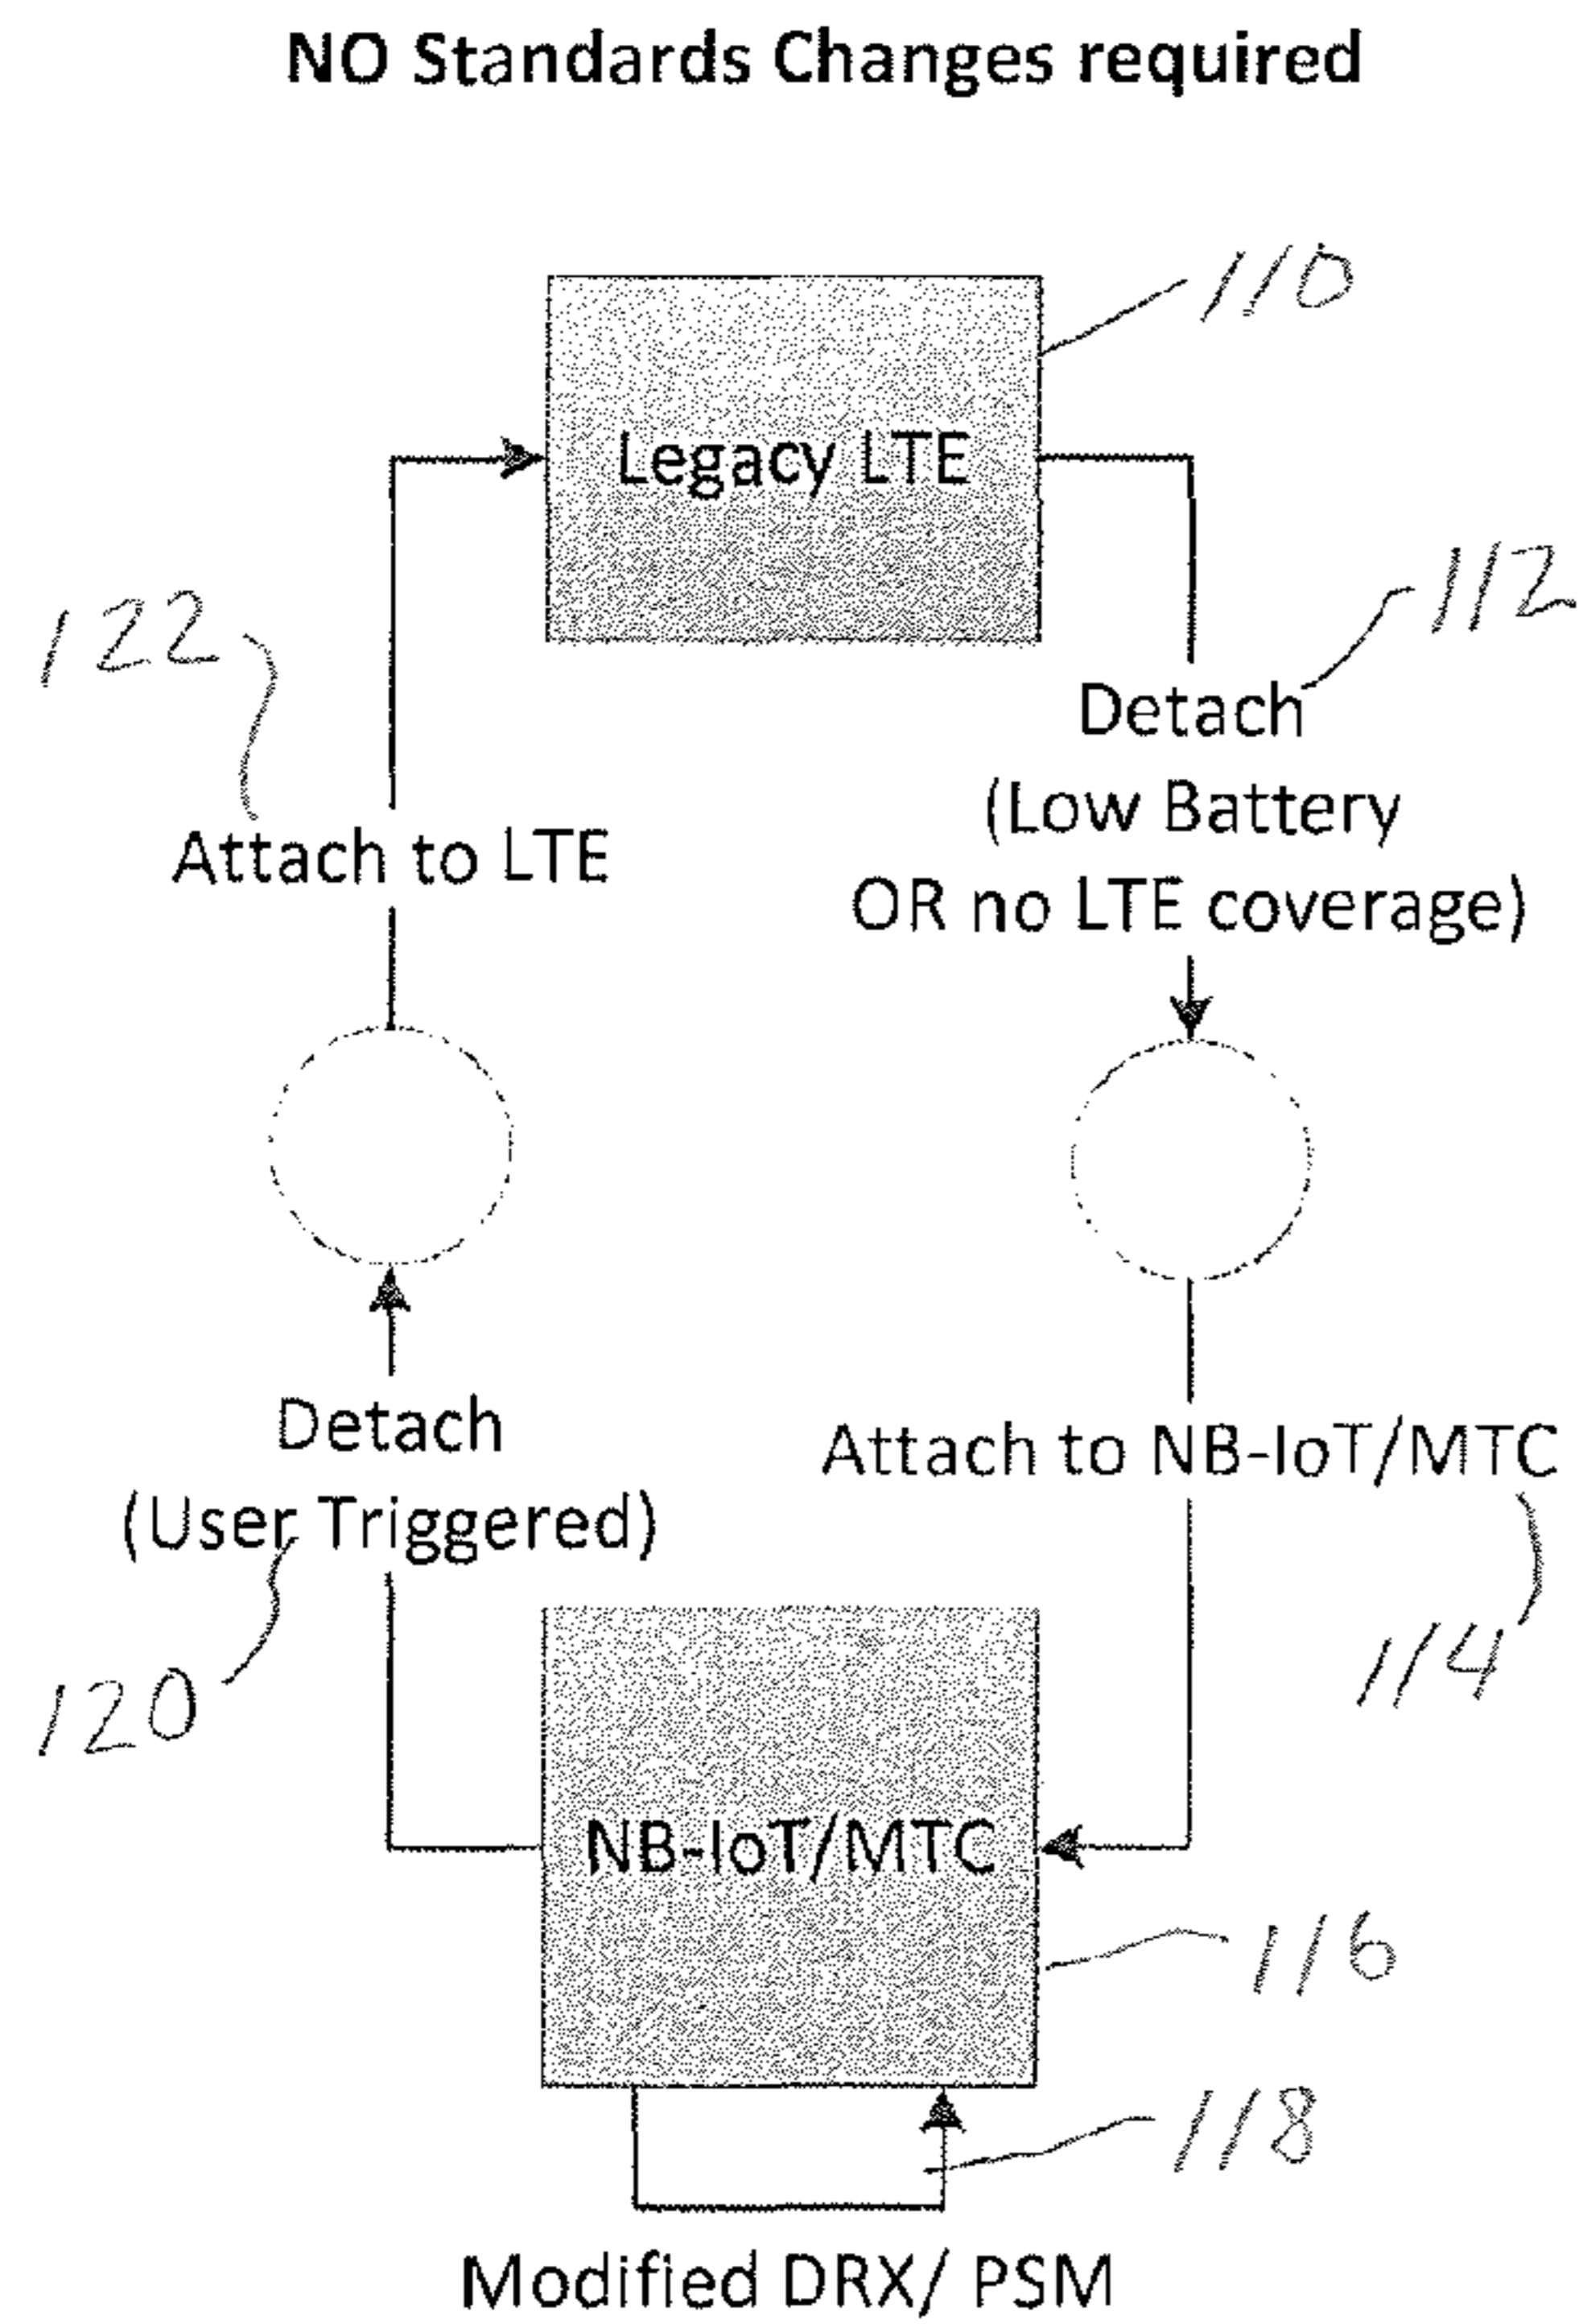 NO Standards Changes required
110
Legacy LTE
112
122
Detach
(Low Battery
OR no LTE coverage)
Attach to LTE
Detach
(User Triggered)
Attach to NB-IoT/MTC
120
114
NB-IoT/MTC
116
118
Modified DRX/ PSM